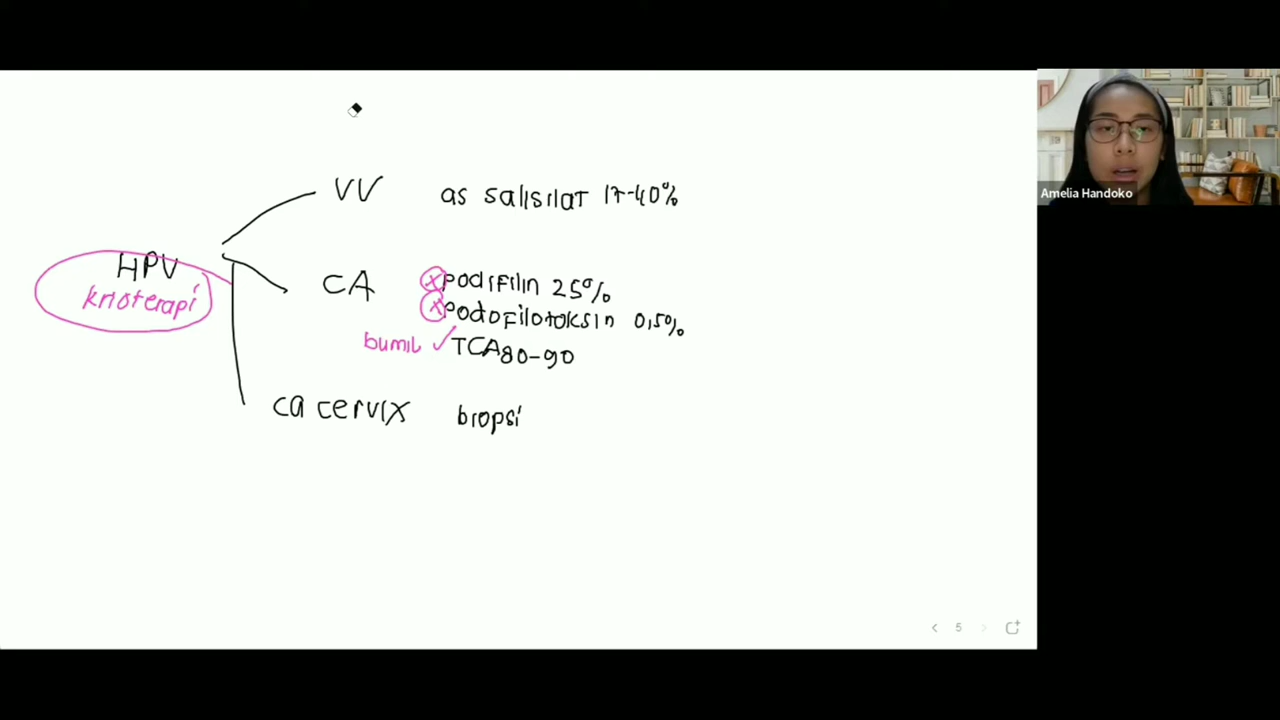 VV as salisilat 17-40%
HPV
krioterapi
CA podifilin 25%
podofilotoksin 0,5%
bumil ✓ TCA 80-90
ca cervix biopsi
Amelia Handoko
5